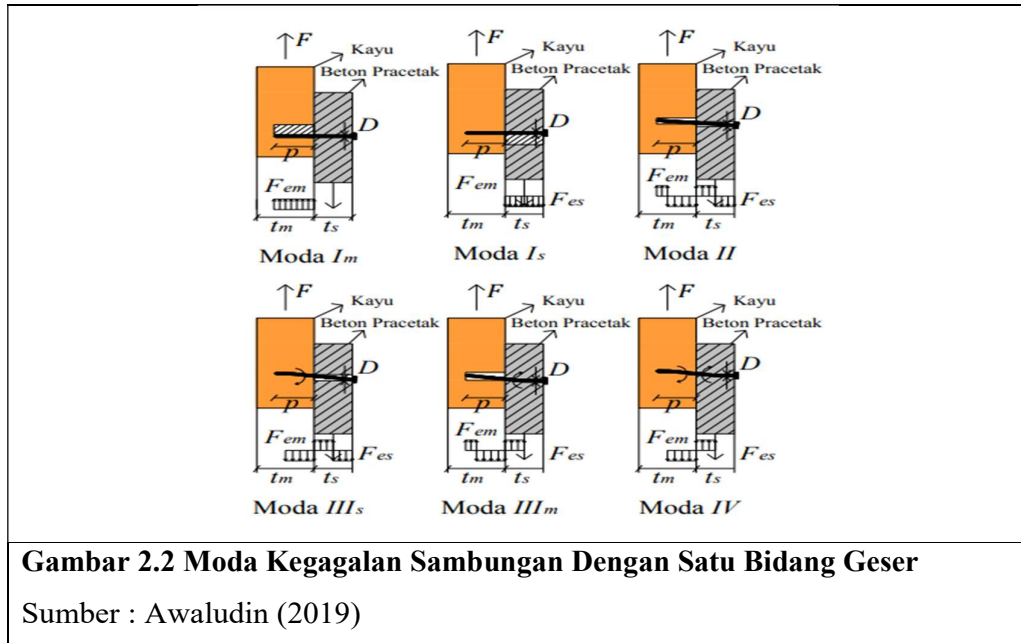 F
Kayu
Beton Pracetak
D
p
Fem
tm ts
Moda Im
F
Kayu
Beton Pracetak
D
p
Fem
Fes
tm ts
Moda Is
F
Kayu
Beton Pracetak
D
p
Fem
Fes
tm ts
Moda II
F
Kayu
Beton Pracetak
D
p
Fem
Fes
tm ts
Moda IIIs
F
Kayu
Beton Pracetak
D
p
Fem
Fes
tm ts
Moda IIIm
F
Kayu
Beton Pracetak
D
p
Fem
Fes
tm ts
Moda IV
Gambar 2.2 Moda Kegagalan Sambungan Dengan Satu Bidang Geser
Sumber : Awaludin (2019)